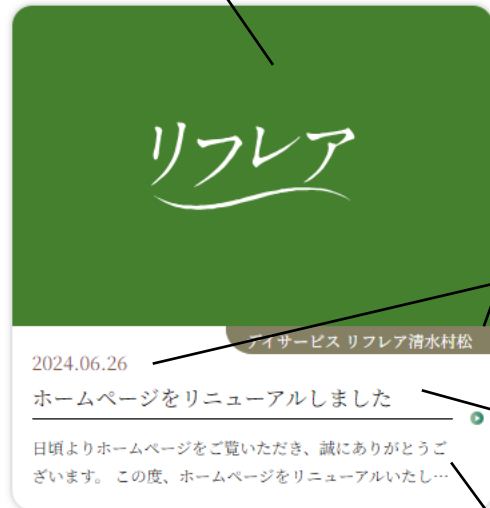 リフレア
デイサービス リフレア清水村松
2024.06.26
ホームページをリニューアルしました
日頃よりホームページをご覧いただき、誠にありがとうご
ざいます。 この度、ホームページをリニューアルいたし…